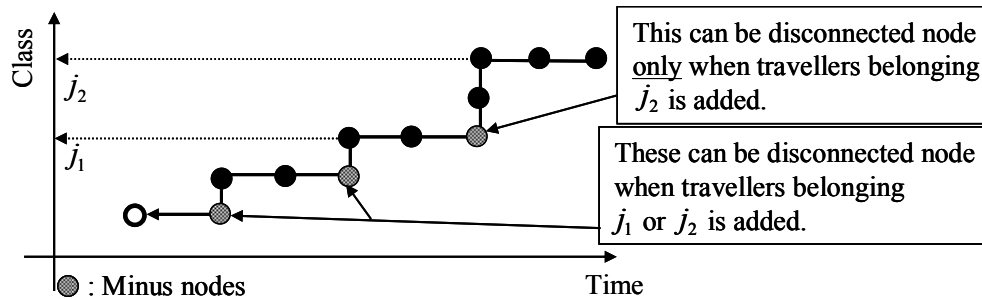 Class
j2
j1
This can be disconnected node
only when travellers belonging
j2 is added.
These can be disconnected node
when travellers belonging
j1 or j2 is added.
: Minus nodes
Time